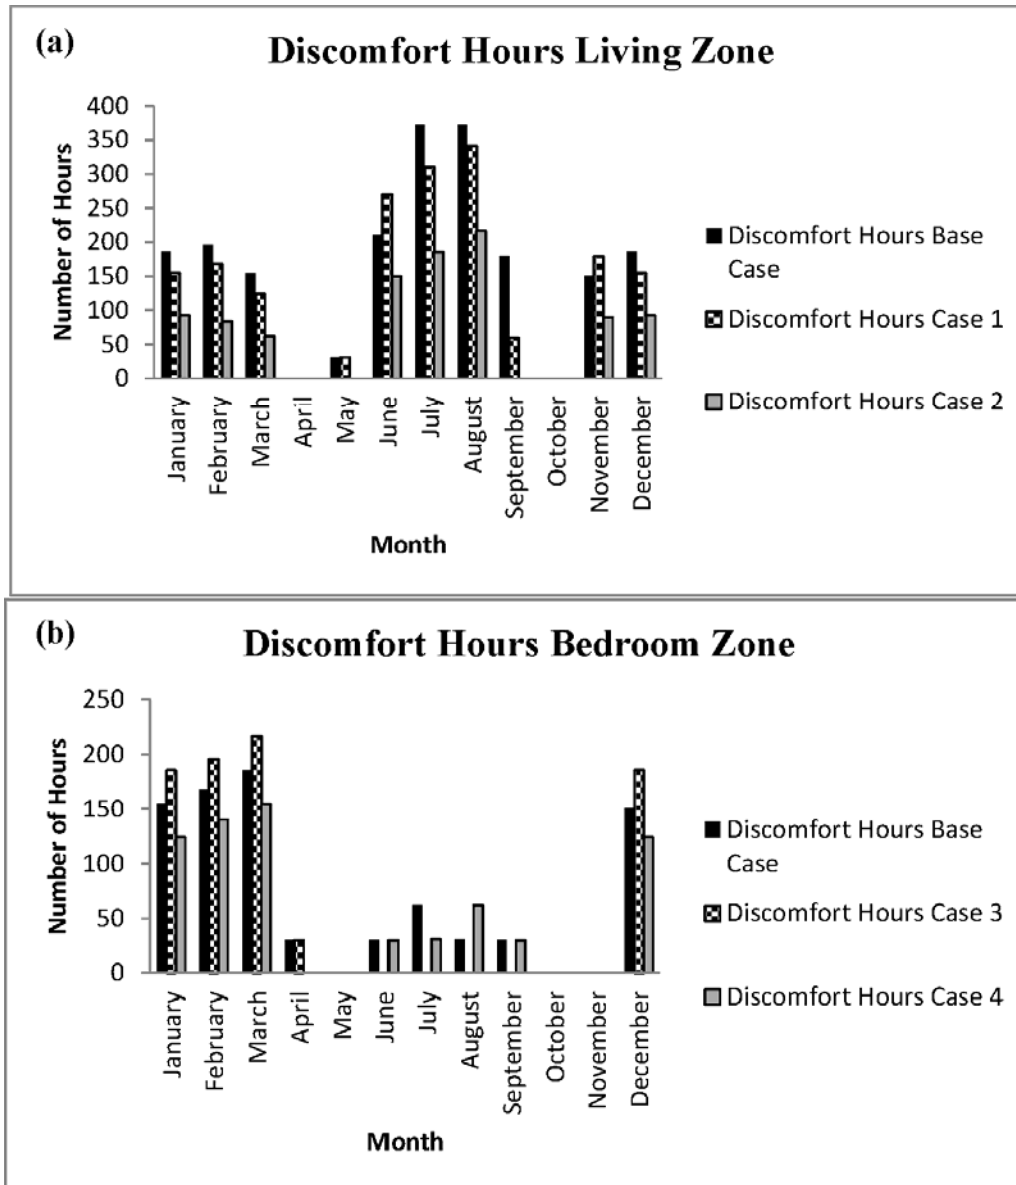 (a)
Discomfort Hours Living Zone
Number of Hours
400
350
300
250
200
150
100
50
0
January
February
March
April
May
June
July
August
September
October
November
December
Month
Discomfort Hours Base
Case
Discomfort Hours Case 1
Discomfort Hours Case 2
(b)
Discomfort Hours Bedroom Zone
Number of Hours
250
200
150
100
50
0
January
February
March
April
May
June
July
August
September
October
November
December
Month
Discomfort Hours Base
Case
Discomfort Hours Case 3
Discomfort Hours Case 4